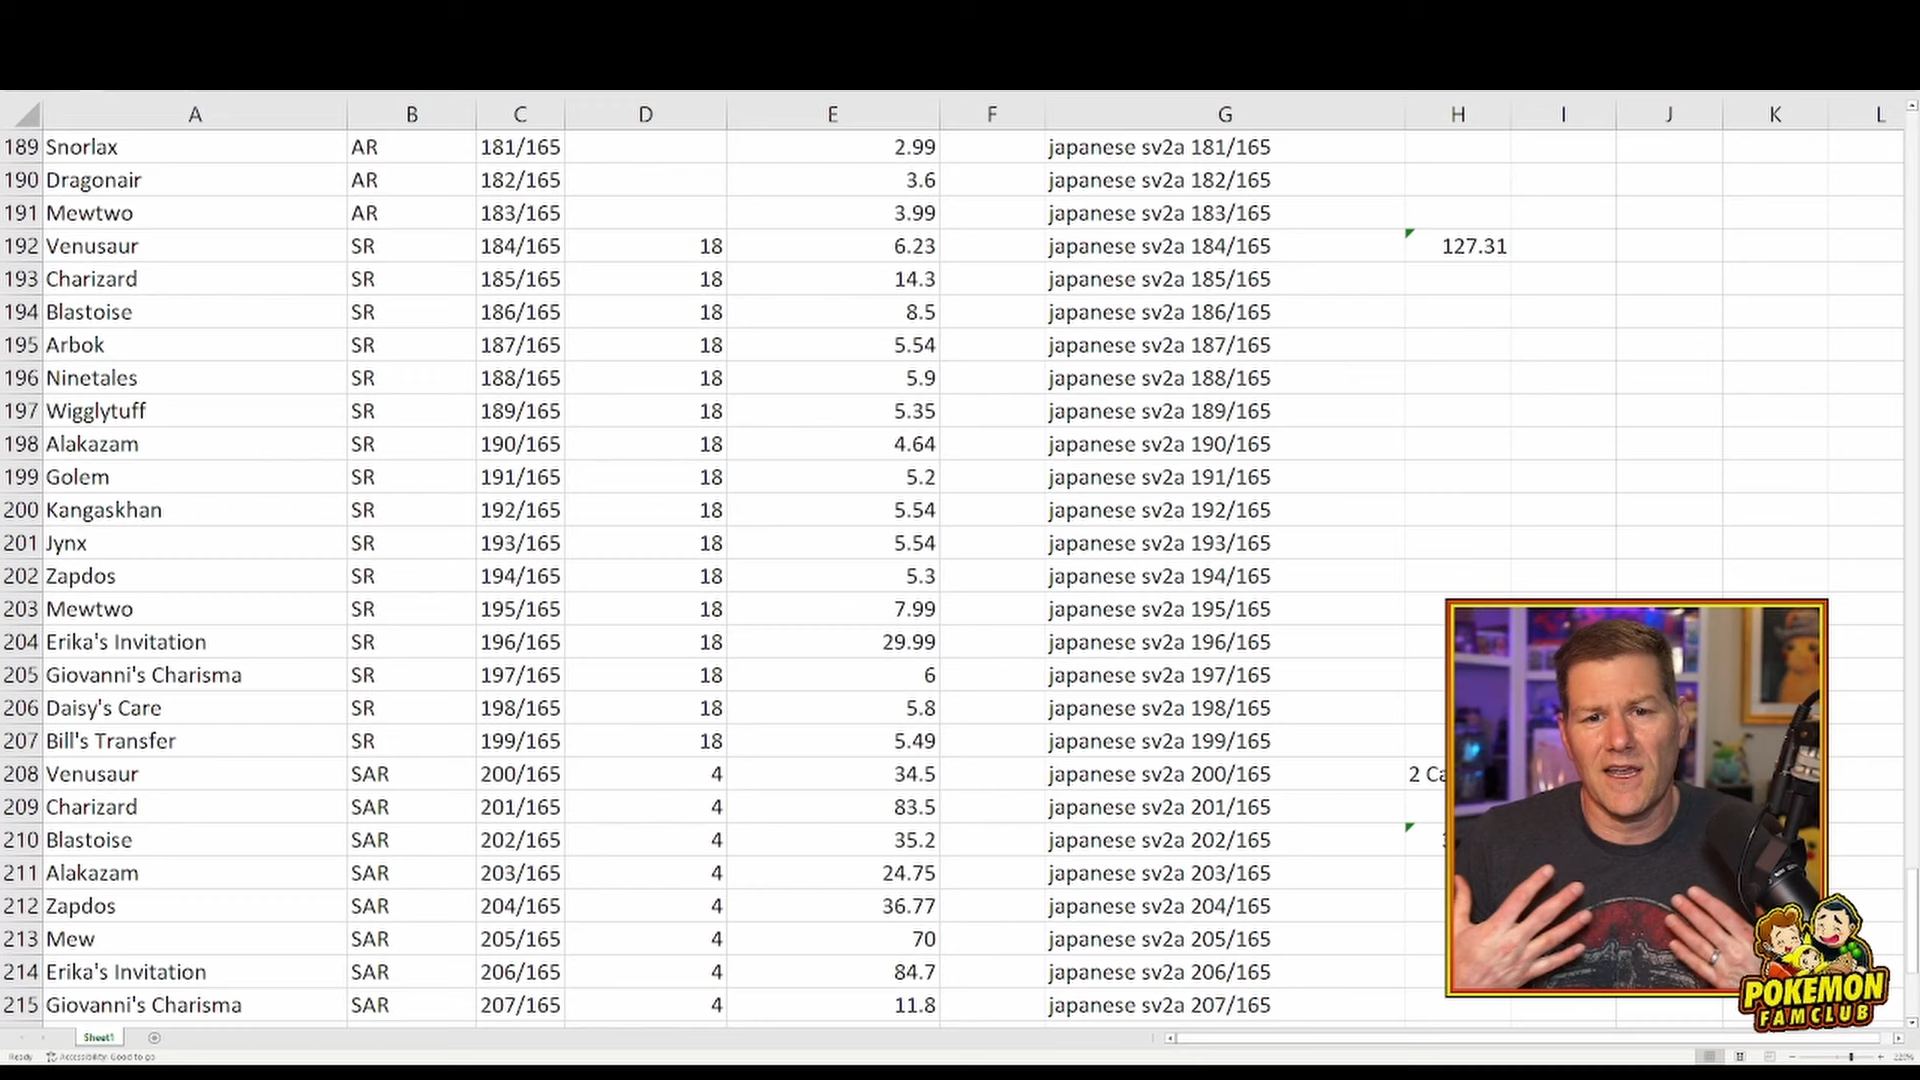 A B C D E F G H I J K L
189 Snorlax AR 181/165 2.99 japanese sv2a 181/165
190 Dragonair AR 182/165 3.6 japanese sv2a 182/165
191 Mewtwo AR 183/165 3.99 japanese sv2a 183/165
192 Venusaur SR 184/165 18 6.23 japanese sv2a 184/165 127.31
193 Charizard SR 185/165 18 14.3 japanese sv2a 185/165
194 Blastoise SR 186/165 18 8.5 japanese sv2a 186/165
195 Arbok SR 187/165 18 5.54 japanese sv2a 187/165
196 Ninetales SR 188/165 18 5.9 japanese sv2a 188/165
197 Wigglytuff SR 189/165 18 5.35 japanese sv2a 189/165
198 Alakazam SR 190/165 18 4.64 japanese sv2a 190/165
199 Golem SR 191/165 18 5.2 japanese sv2a 191/165
200 Kangaskhan SR 192/165 18 5.54 japanese sv2a 192/165
201 Jynx SR 193/165 18 5.54 japanese sv2a 193/165
202 Zapdos SR 194/165 18 5.3 japanese sv2a 194/165
203 Mewtwo SR 195/165 18 7.99 japanese sv2a 195/165
204 Erika's Invitation SR 196/165 18 29.99 japanese sv2a 196/165
205 Giovanni's Charisma SR 197/165 18 6 japanese sv2a 197/165
206 Daisy's Care SR 198/165 18 5.8 japanese sv2a 198/165
207 Bill's Transfer SR 199/165 18 5.49 japanese sv2a 199/165
208 Venusaur SAR 200/165 4 34.5 japanese sv2a 200/165 2 Ca
209 Charizard SAR 201/165 4 83.5 japanese sv2a 201/165
210 Blastoise SAR 202/165 4 35.2 japanese sv2a 202/165
211 Alakazam SAR 203/165 4 24.75 japanese sv2a 203/165
212 Zapdos SAR 204/165 4 36.77 japanese sv2a 204/165
213 Mew SAR 205/165 4 70 japanese sv2a 205/165
214 Erika's Invitation SAR 206/165 4 84.7 japanese sv2a 206/165
215 Giovanni's Charisma SAR 207/165 4 11.8 japanese sv2a 207/165
POKEMON
FAMCLUB
Sheet1
Ready Accessibility: Good to go